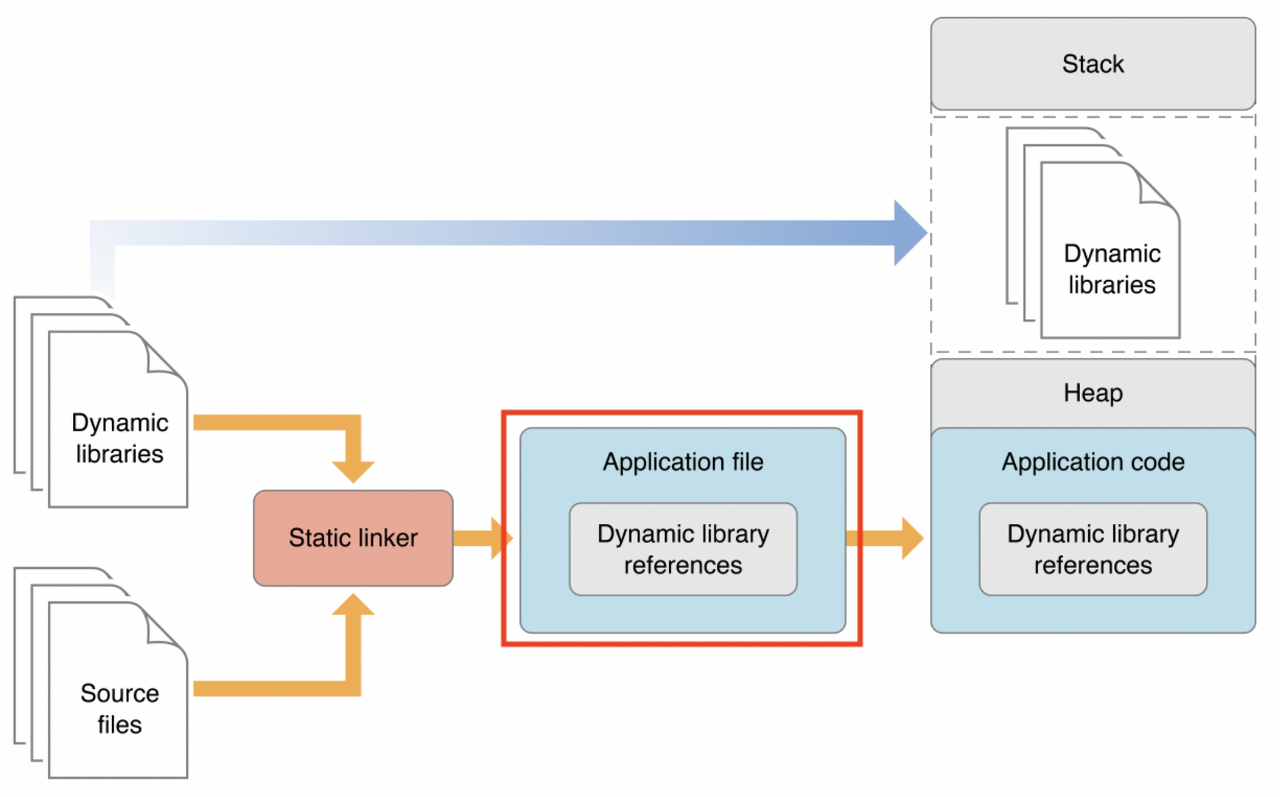 Stack
Dynamic
libraries
Dynamic
libraries
Heap
Application file
Application code
Static linker
Dynamic library
references
Dynamic library
references
Source
files